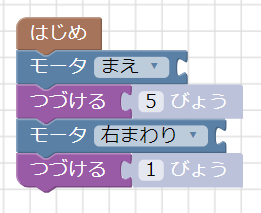 はじめ
モータ まえ
つづける 5 びょう
モータ 右まわり
つづける 1 びょう